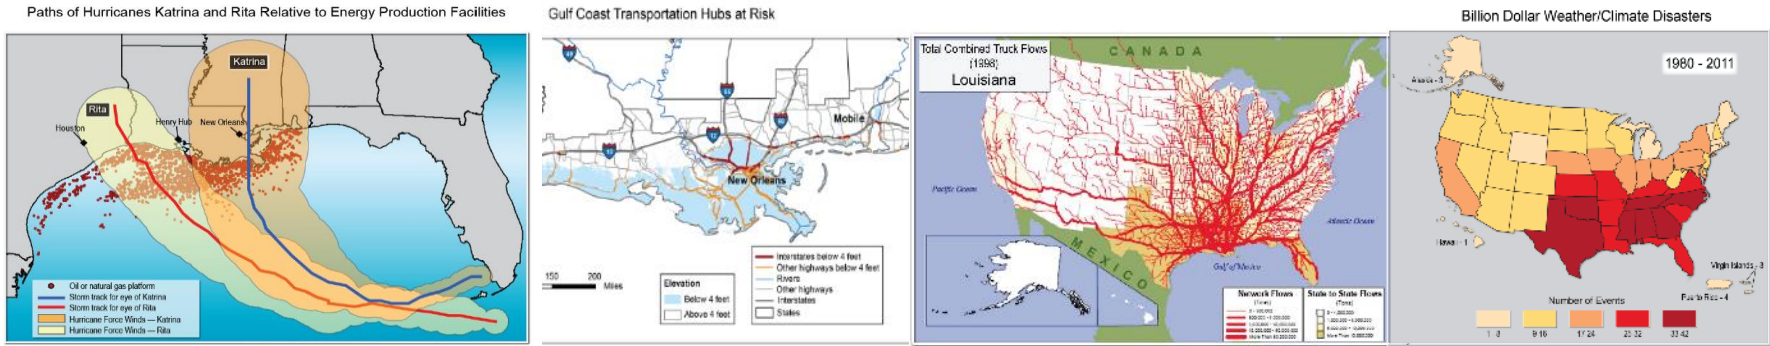 Paths of Hurricanes Katrina and Rita Relative to Energy Production Facilities
Katrina
Rita
Houston
Henry Hub
New Orleans
Oil or natural gas platform
Storm track for eye of Katrina
Storm track for eye of Rita
Hurricane Force Winds — Katrina
Hurricane Force Winds — Rita
Gulf Coast Transportation Hubs at Risk
Mobile
New Orleans
150 200
Miles
Elevation
Below 4 feet
Above 4 feet
Interstates below 4 feet
Other highways below 4 feet
Rivers
Other highways
Interstates
States
Total Combined Truck Flows
(1998)
Louisiana
CANADA
Pacific Ocean
Atlantic Ocean
MEXICO
Gulf of Mexico
Network Flows
(Tons)
State to State Flows
(Tons)
Billion Dollar Weather/Climate Disasters
1980 - 2011
Alaska - 3
Hawaii - 1
Virgin Islands - 3
Puerto Rico - 4
Number of Events
1-8
9-16
17-24
25-32
33-42